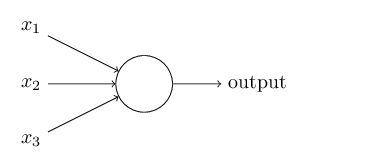 x₁
x₂ output
x₃